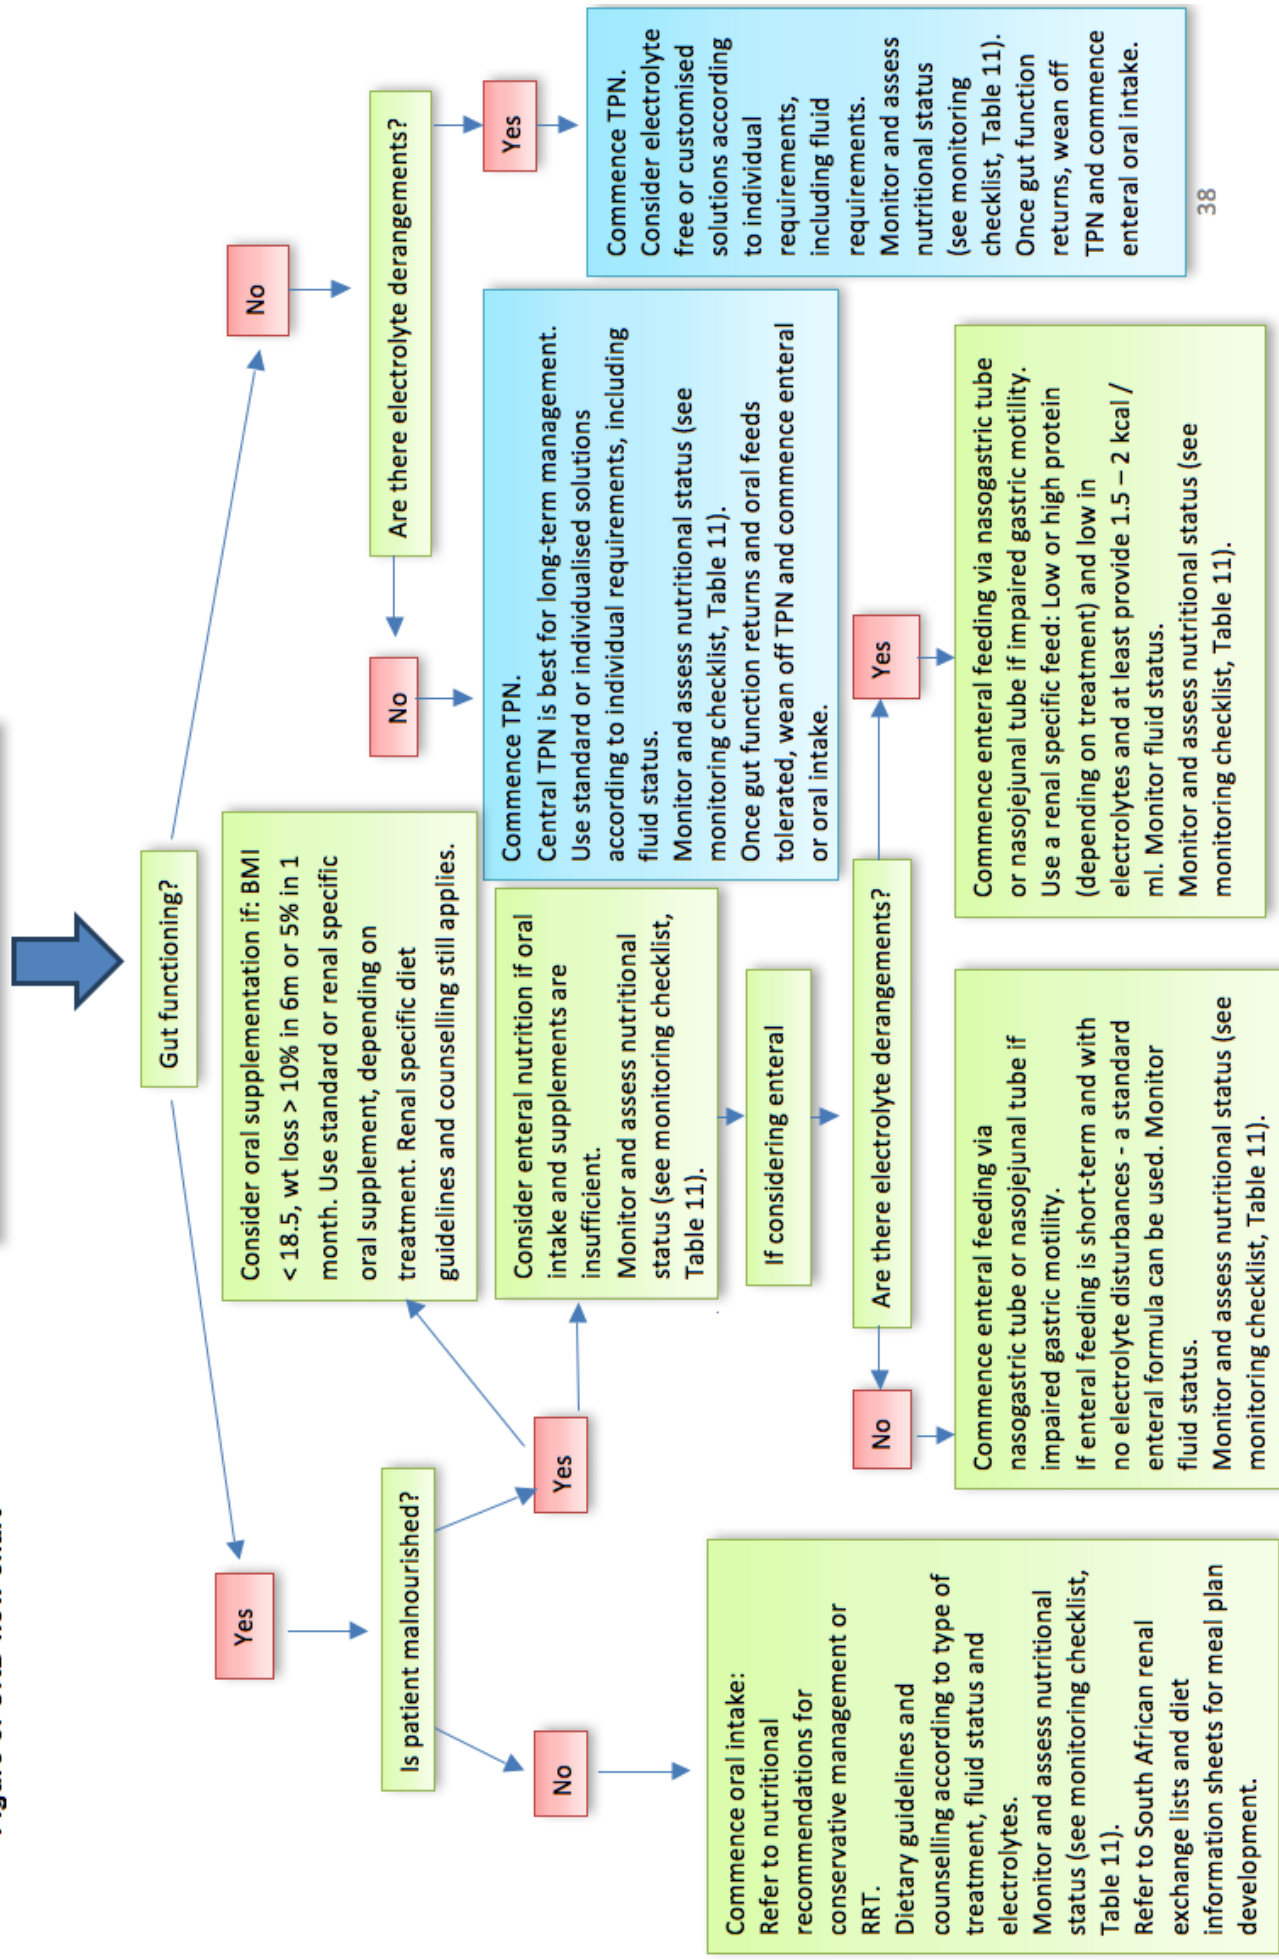 Gut functioning?
Yes
No
Is patient malnourished?
Consider oral supplementation if: BMI
< 18.5, wt loss > 10% in 6m or 5% in 1
month. Use standard or renal specific
oral supplement, depending on
treatment. Renal specific diet
guidelines and counselling still applies.
Are there electrolyte derangements?
No
Yes
No
Yes
Commence oral intake:
Refer to nutritional
recommendations for
conservative management or
RRT.
Dietary guidelines and
counselling according to type of
treatment, fluid status and
electrolytes.
Monitor and assess nutritional
status (see monitoring checklist,
Table 11).
Refer to South African renal
exchange lists and diet
information sheets for meal plan
development.
Consider enteral nutrition if oral
intake and supplements are
insufficient.
Monitor and assess nutritional
status (see monitoring checklist,
Table 11).
Commence TPN.
Central TPN is best for long-term management.
Use standard or individualised solutions
according to individual requirements, including
fluid status.
Monitor and assess nutritional status (see
monitoring checklist, Table 11).
Once gut function returns and oral feeds
tolerated, wean off TPN and commence enteral
or oral intake.
Commence TPN.
Consider electrolyte
free or customised
solutions according
to individual
requirements,
including fluid
requirements.
Monitor and assess
nutritional status
(see monitoring
checklist, Table 11).
Once gut function
returns, wean off
TPN and commence
enteral oral intake.
If considering enteral
Are there electrolyte derangements?
No
Yes
Commence enteral feeding via
nasogastric tube or nasojejunal tube if
impaired gastric motility.
If enteral feeding is short-term and with
no electrolyte disturbances - a standard
enteral formula can be used. Monitor
fluid status.
Monitor and assess nutritional status (see
monitoring checklist, Table 11).
Commence enteral feeding via nasogastric tube
or nasojejunal tube if impaired gastric motility.
Use a renal specific feed: Low or high protein
(depending on treatment) and low in
electrolytes and at least provide 1.5 – 2 kcal /
ml. Monitor fluid status.
Monitor and assess nutritional status (see
monitoring checklist, Table 11).
38